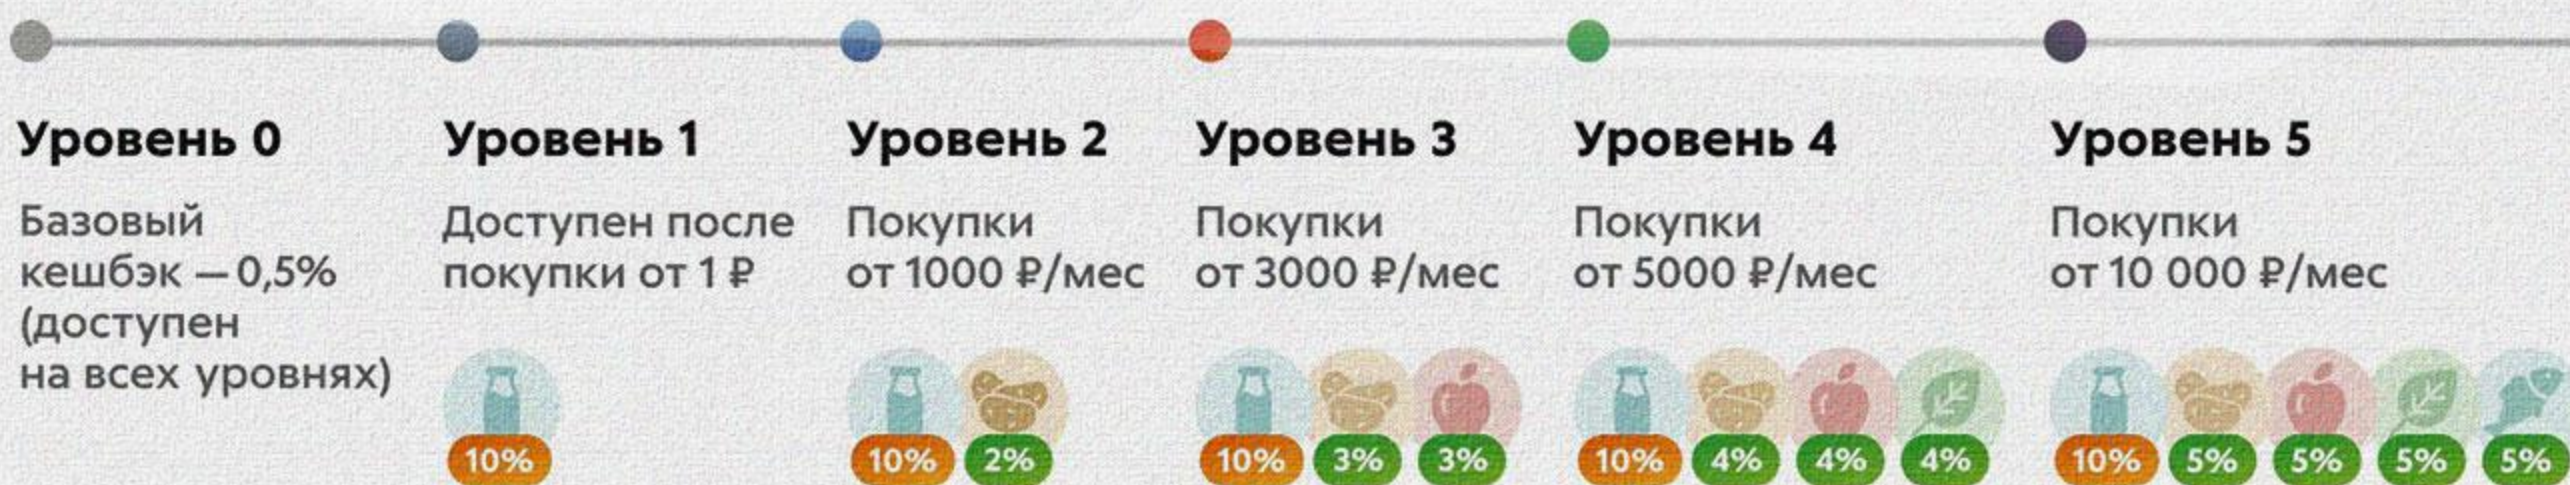 Уровень 0
Базовый
кешбэк — 0,5%
(доступен
на всех уровнях)
Уровень 1
Доступен после
покупки от 1 ₽
10%
Уровень 2
Покупки
от 1000 ₽/мес
10% 2%
Уровень 3
Покупки
от 3000 ₽/мес
10% 3% 3%
Уровень 4
Покупки
от 5000 ₽/мес
10% 4% 4% 4%
Уровень 5
Покупки
от 10 000 ₽/мес
10% 5% 5% 5% 5%